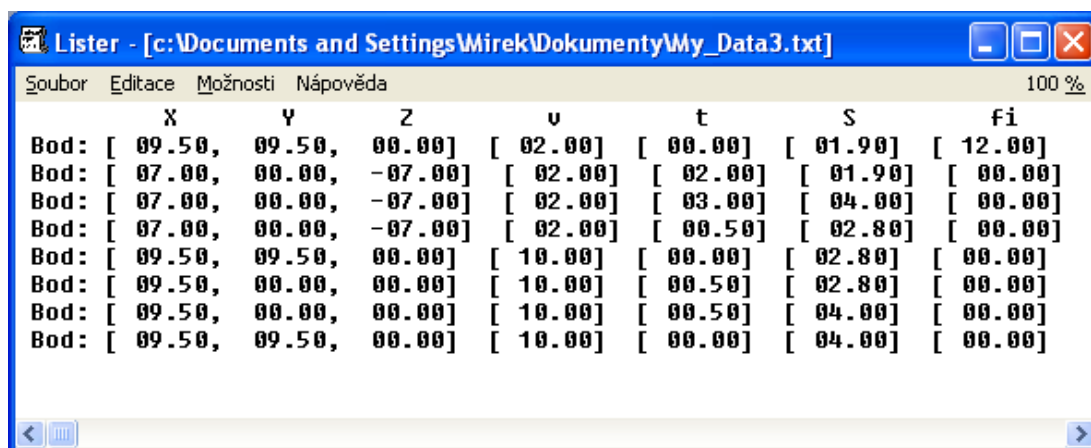 Lister - [c:\Documents and Settings\Mirek\Dokumenty\My_Data3.txt]
Soubor Editace Možnosti Nápověda 100 %
X Y Z v t S fi
Bod: [ 09.50, 09.50, 00.00] [ 02.00] [ 00.00] [ 01.90] [ 12.00]
Bod: [ 07.00, 00.00, -07.00] [ 02.00] [ 02.00] [ 01.90] [ 00.00]
Bod: [ 07.00, 00.00, -07.00] [ 02.00] [ 03.00] [ 04.00] [ 00.00]
Bod: [ 07.00, 00.00, -07.00] [ 02.00] [ 00.50] [ 02.80] [ 00.00]
Bod: [ 09.50, 09.50, 00.00] [ 10.00] [ 00.00] [ 02.80] [ 00.00]
Bod: [ 09.50, 00.00, 00.00] [ 10.00] [ 00.50] [ 02.80] [ 00.00]
Bod: [ 09.50, 00.00, 00.00] [ 10.00] [ 00.50] [ 04.00] [ 00.00]
Bod: [ 09.50, 09.50, 00.00] [ 10.00] [ 00.00] [ 04.00] [ 00.00]